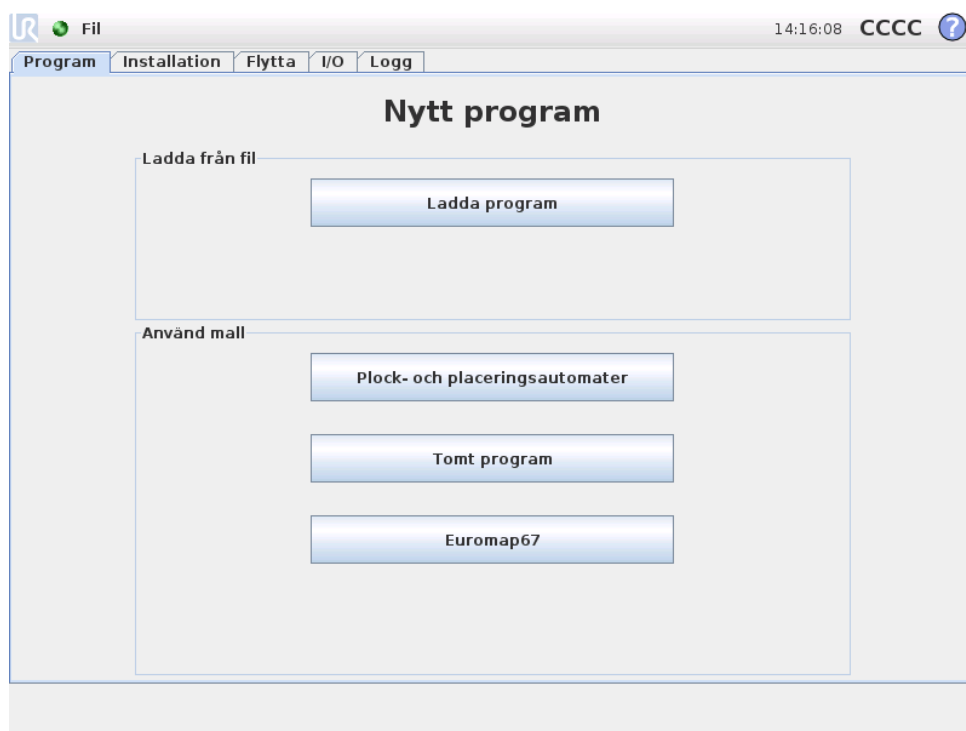 UR Fil 14:16:08 CCCC ?
Program Installation Flytta I/O Logg
Nytt program
Ladda från fil
Ladda program
Använd mall
Plock- och placeringsautomater
Tomt program
Euromap67